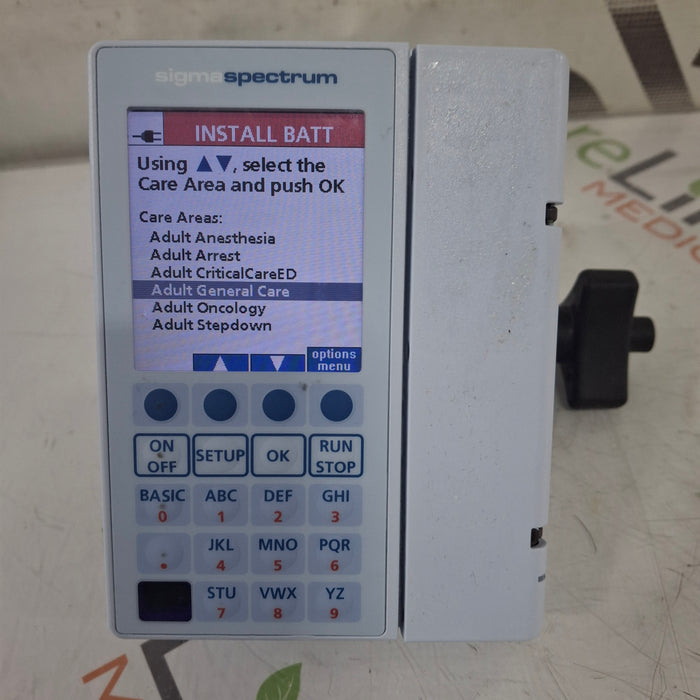 sigmaspectrum
INSTALL BATT
Using ▲▼, select the
Care Area and push OK
Care Areas:
Adult Anesthesia
Adult Arrest
Adult CriticalCareED
Adult General Care
Adult Oncology
Adult Stepdown
options
menu
ON
OFF
SETUP
OK
RUN
STOP
BASIC ABC DEF GHI
0 1 2 3
JKL MNO PQR
. 4 5 6
STU VWX YZ
7 8 9
MEDIC